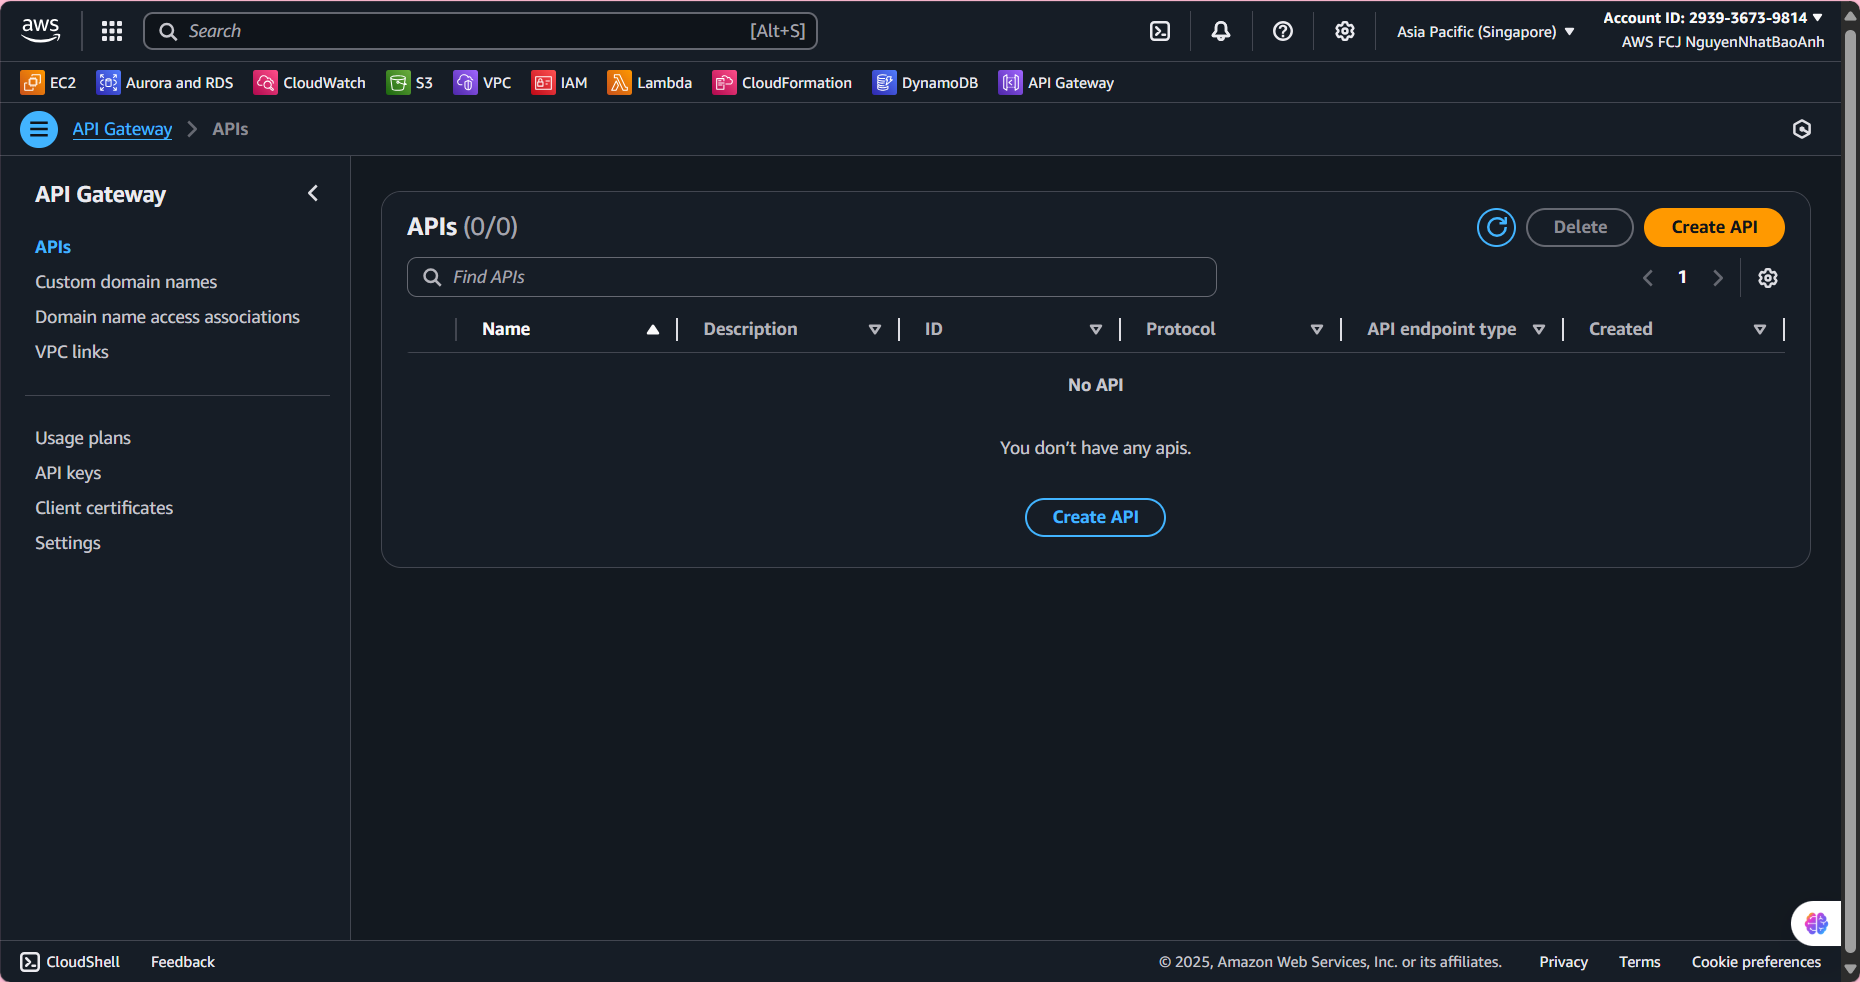 aws
Search [Alt+S]
Asia Pacific (Singapore)
Account ID: 2939-3673-9814
AWS FCJ NguyenNhatBaoAnh
EC2 Aurora and RDS CloudWatch S3 VPC IAM Lambda CloudFormation DynamoDB API Gateway
API Gateway APIs
API Gateway
APIs
Custom domain names
Domain name access associations
VPC links
Usage plans
API keys
Client certificates
Settings
APIs (0/0)
Delete
Create API
Find APIs
1
Name Description ID Protocol API endpoint type Created
No API
You don't have any apis.
Create API
CloudShell Feedback
© 2025, Amazon Web Services, Inc. or its affiliates. Privacy Terms Cookie preferences